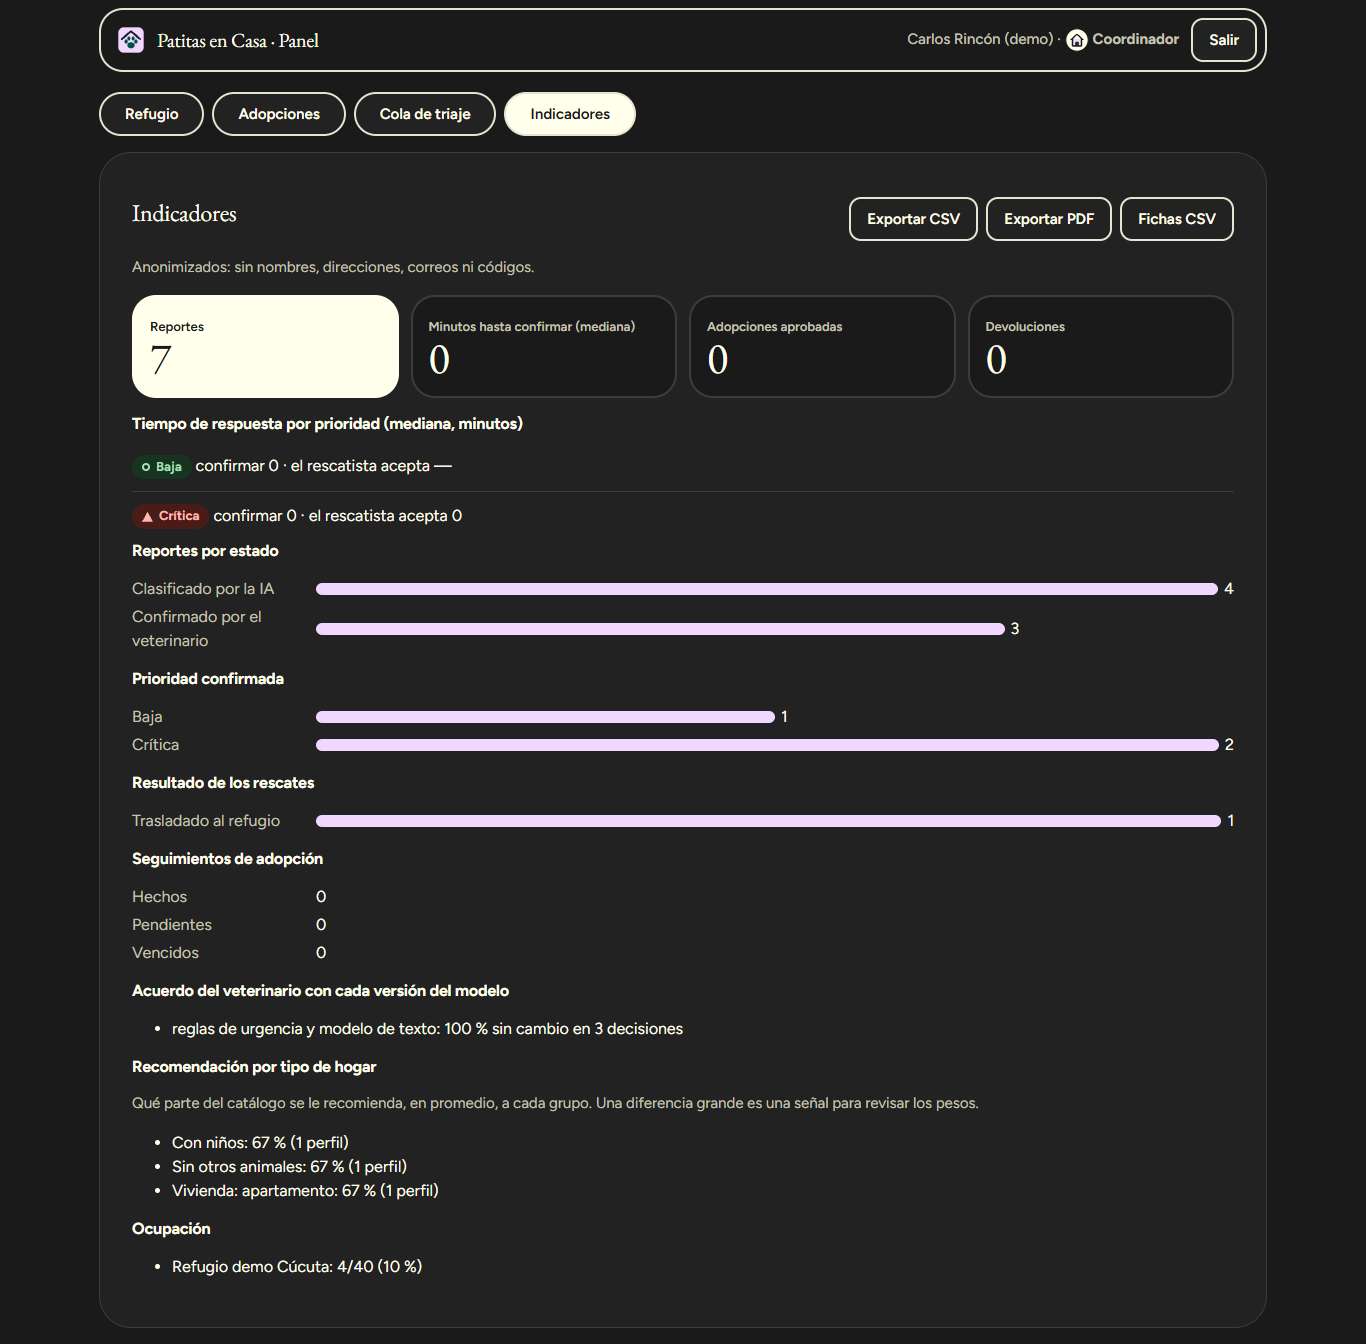 Patitas en Casa · Panel
Carlos Rincón (demo) · Coordinador
Salir
Refugio
Adopciones
Cola de triaje
Indicadores
Indicadores
Exportar CSV
Exportar PDF
Fichas CSV
Anonimizados: sin nombres, direcciones, correos ni códigos.
Reportes
7
Minutos hasta confirmar (mediana)
0
Adopciones aprobadas
0
Devoluciones
0
Tiempo de respuesta por prioridad (mediana, minutos)
Baja confirmar 0 · el rescatista acepta —
Crítica confirmar 0 · el rescatista acepta 0
Reportes por estado
Clasificado por la IA 4
Confirmado por el
veterinario 3
Prioridad confirmada
Baja 1
Crítica 2
Resultado de los rescates
Trasladado al refugio 1
Seguimientos de adopción
Hechos 0
Pendientes 0
Vencidos 0
Acuerdo del veterinario con cada versión del modelo
• reglas de urgencia y modelo de texto: 100 % sin cambio en 3 decisiones
Recomendación por tipo de hogar
Qué parte del catálogo se le recomienda, en promedio, a cada grupo. Una diferencia grande es una señal para revisar los pesos.
• Con niños: 67 % (1 perfil)
• Sin otros animales: 67 % (1 perfil)
• Vivienda: apartamento: 67 % (1 perfil)
Ocupación
• Refugio demo Cúcuta: 4/40 (10 %)